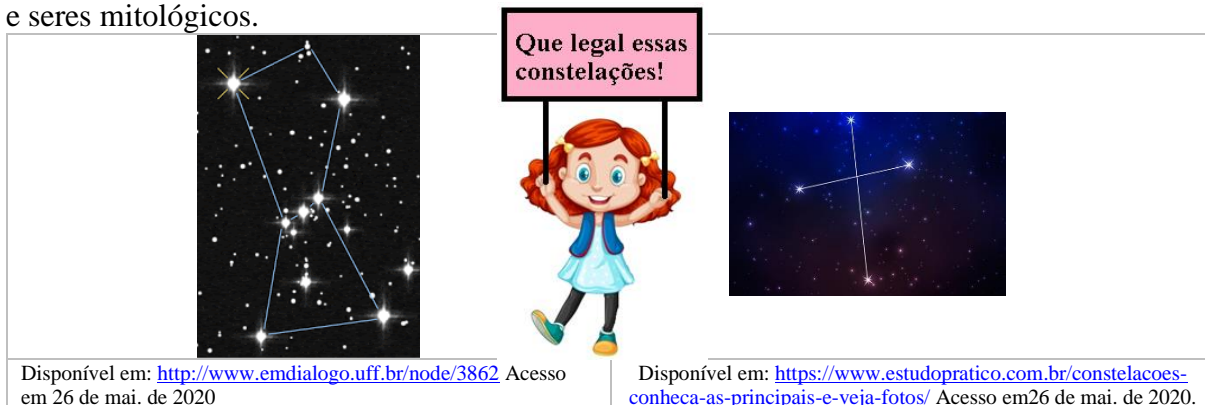 e seres mitológicos.
Que legal essas
constelações!
Disponível em: http://www.emdialogo.uff.br/node/3862 Acesso
em 26 de mai. de 2020
Disponível em: https://www.estudopratico.com.br/constelacoes-
conheca-as-principais-e-veja-fotos/ Acesso em26 de mai. de 2020.